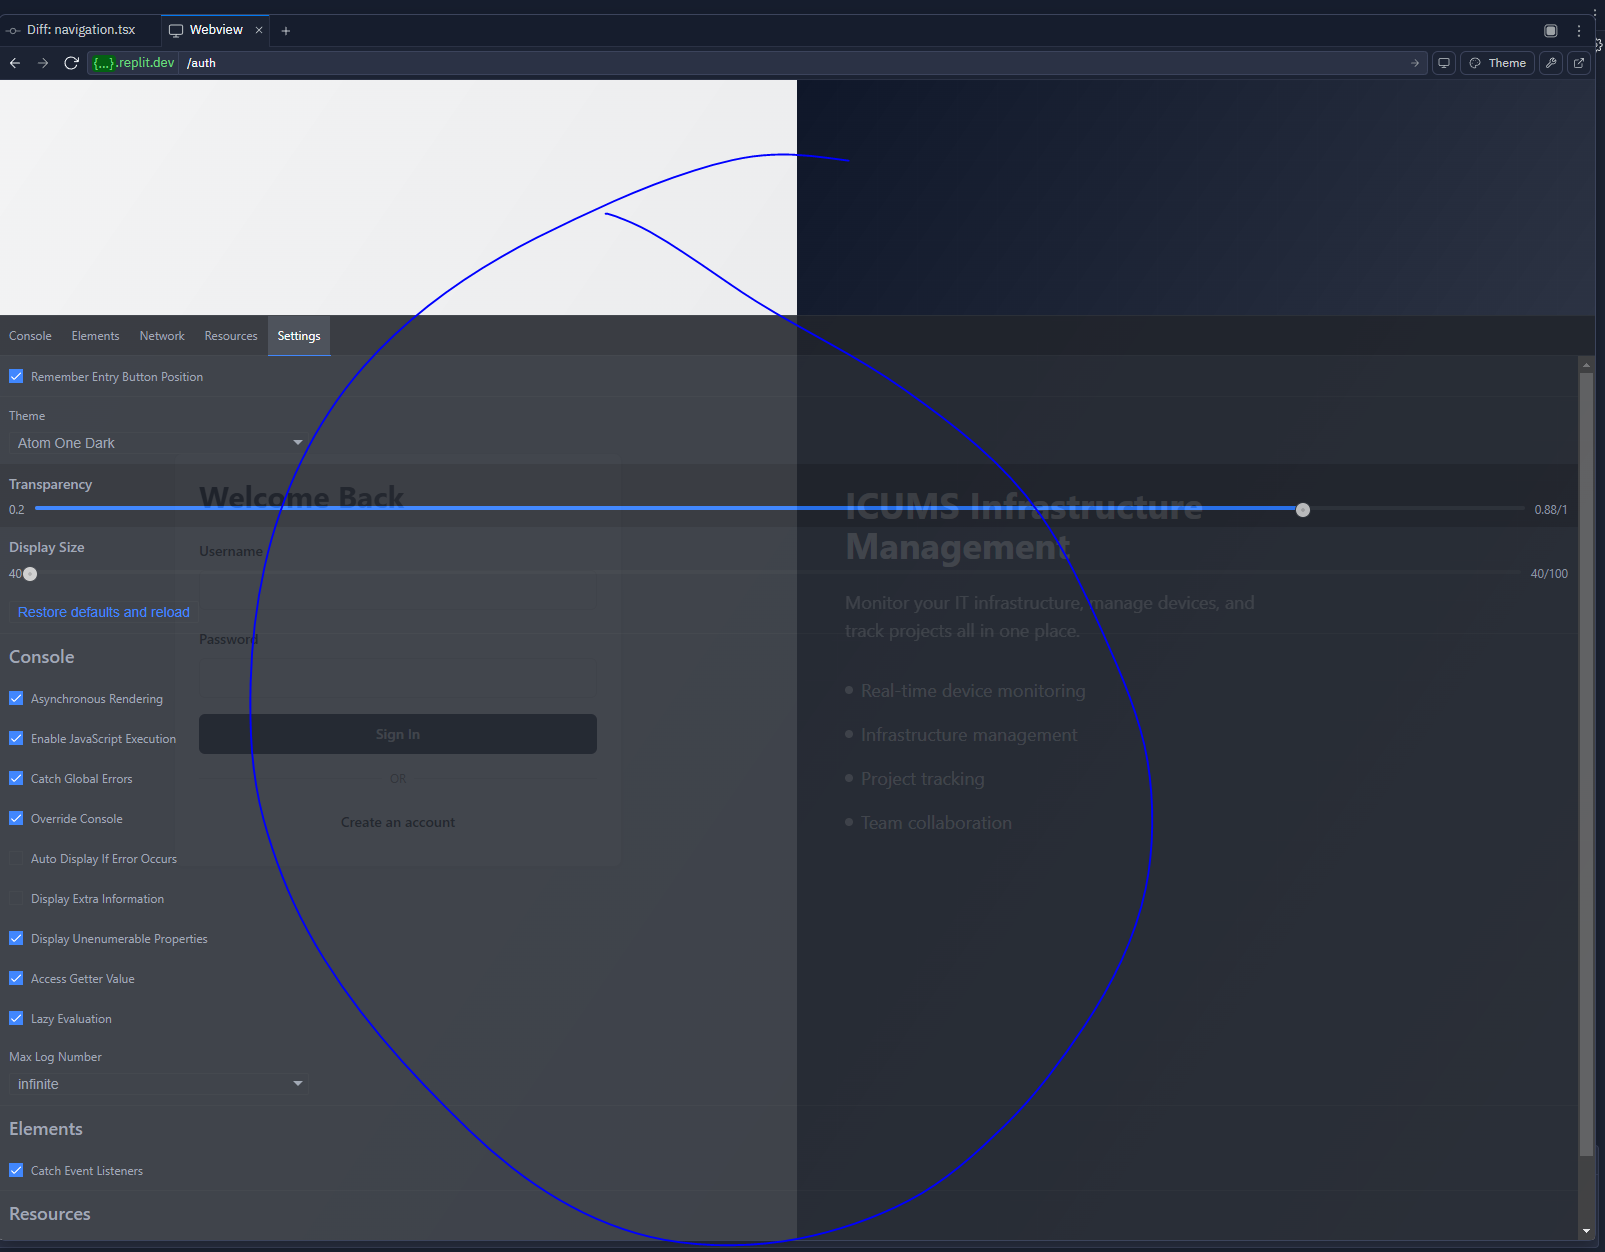 Diff: navigation.tsx
Webview
{...}.replit.dev /auth
Theme
Console Elements Network Resources Settings
Remember Entry Button Position
Theme
Atom One Dark
Transparency
0.2 0.88/1
Display Size
40 40/100
Restore defaults and reload
Console
Asynchronous Rendering
Enable JavaScript Execution
Catch Global Errors
Override Console
Auto Display If Error Occurs
Display Extra Information
Display Unenumerable Properties
Access Getter Value
Lazy Evaluation
Max Log Number
infinite
Elements
Catch Event Listeners
Resources
Welcome Back
Username
Password
Sign In
OR
Create an account
ICUMS Infrastructure
Management
Monitor your IT infrastructure, manage devices, and
track projects all in one place.
Real-time device monitoring
Infrastructure management
Project tracking
Team collaboration